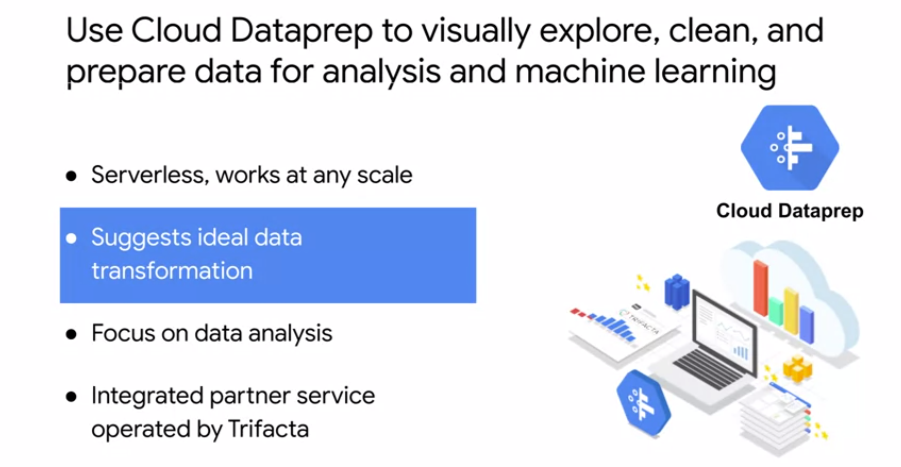 Use Cloud Dataprep to visually explore, clean, and
prepare data for analysis and machine learning
● Serverless, works at any scale
● Suggests ideal data
transformation
● Focus on data analysis
● Integrated partner service
operated by Trifacta
Cloud Dataprep
TRIFACTA